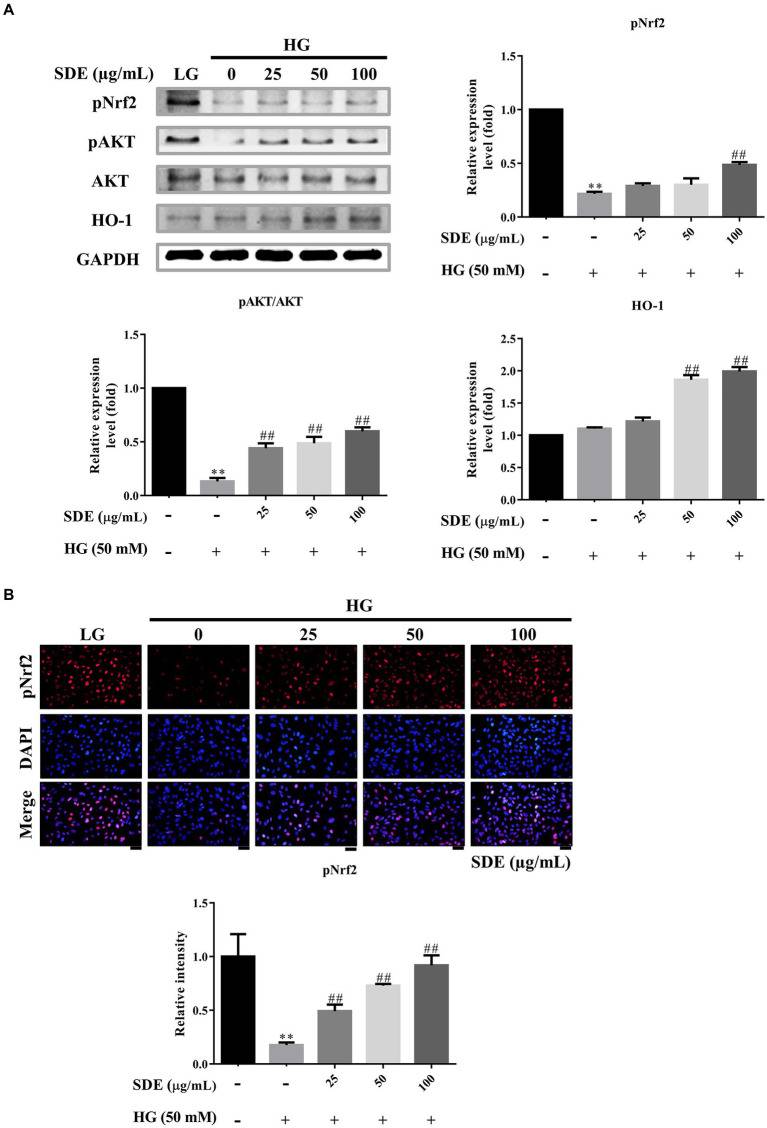 A
HG
SDE (µg/mL) LG 0 25 50 100
pNrf2
pAKT
AKT
HO-1
GAPDH
pNrf2
Relative expression
level (fold)
1.5
1.0
0.5
0.0
** ##
SDE (µg/mL) - - 25 50 100
HG (50 mM) - + + + +
pAKT/AKT
Relative expression
level (fold)
1.5
1.0
0.5
0.0
** ## ## ##
SDE (µg/mL) - - 25 50 100
HG (50 mM) - + + + +
HO-1
Relative expression
level (fold)
2.5
2.0
1.5
1.0
0.5
0.0
## ##
SDE (µg/mL) - - 25 50 100
HG (50 mM) - + + + +
B
HG
LG 0 25 50 100
pNrf2
DAPI
Merge
SDE (µg/mL)
pNrf2
Relative intensity
1.5
1.0
0.5
0.0
** ## ## ##
SDE (µg/mL) - - 25 50 100
HG (50 mM) - + + + +